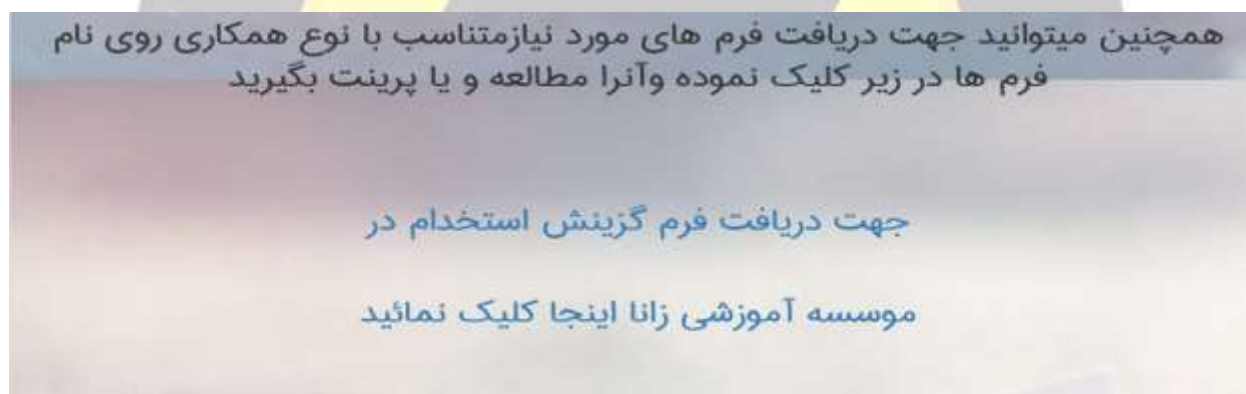 همچنین میتوانید جهت دریافت فرم های مورد نیازمتناسب با نوع همکاری روی نام
فرم ها در زیر کلیک نموده وآنرا مطالعه و یا پرینت بگیرید
جهت دریافت فرم گزینش استخدام در
موسسه آموزشی زانا اینجا کلیک نمائید